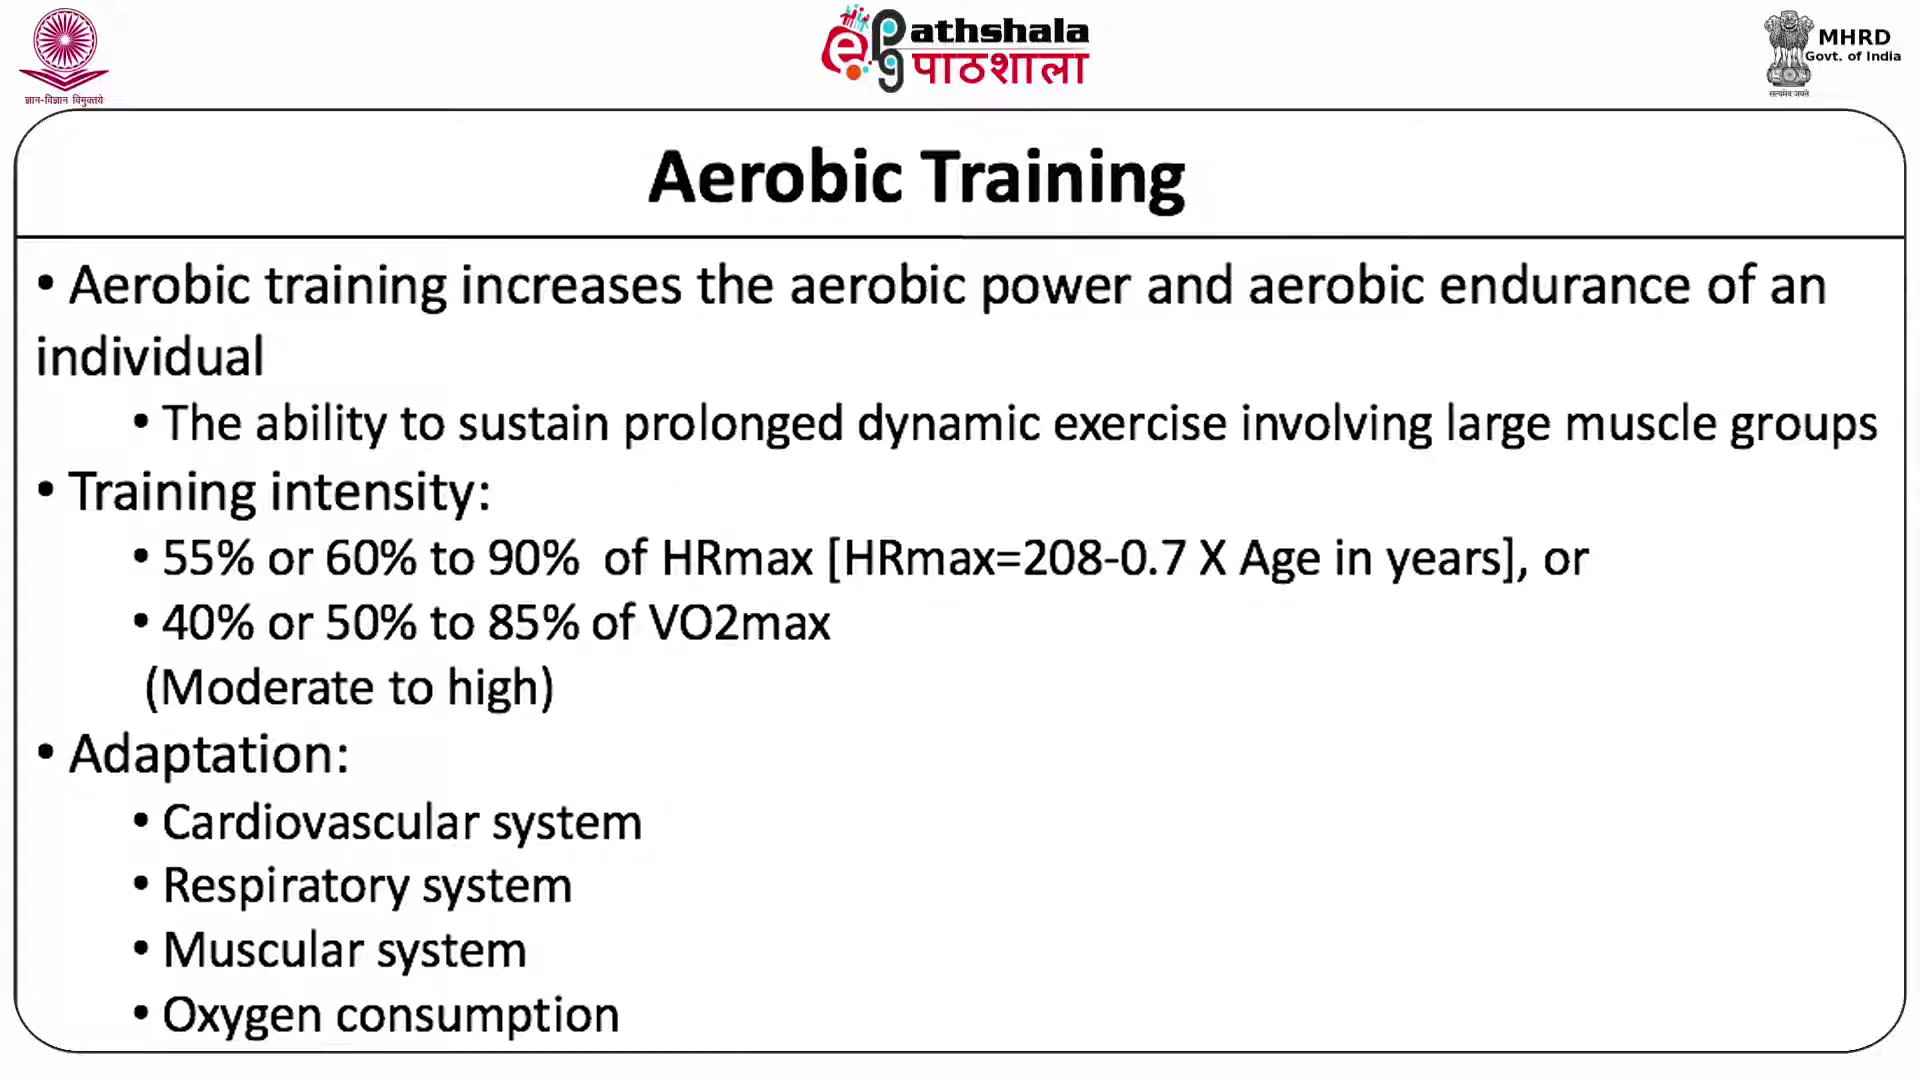 ज्ञान-विज्ञान विमुक्तये
ePGathshala
पाठशाला
MHRD
Govt. of India
सत्यमेव जयते
Aerobic Training
• Aerobic training increases the aerobic power and aerobic endurance of an
individual
• The ability to sustain prolonged dynamic exercise involving large muscle groups
• Training intensity:
• 55% or 60% to 90% of HRmax [HRmax=208-0.7 X Age in years], or
• 40% or 50% to 85% of VO2max
(Moderate to high)
• Adaptation:
• Cardiovascular system
• Respiratory system
• Muscular system
• Oxygen consumption